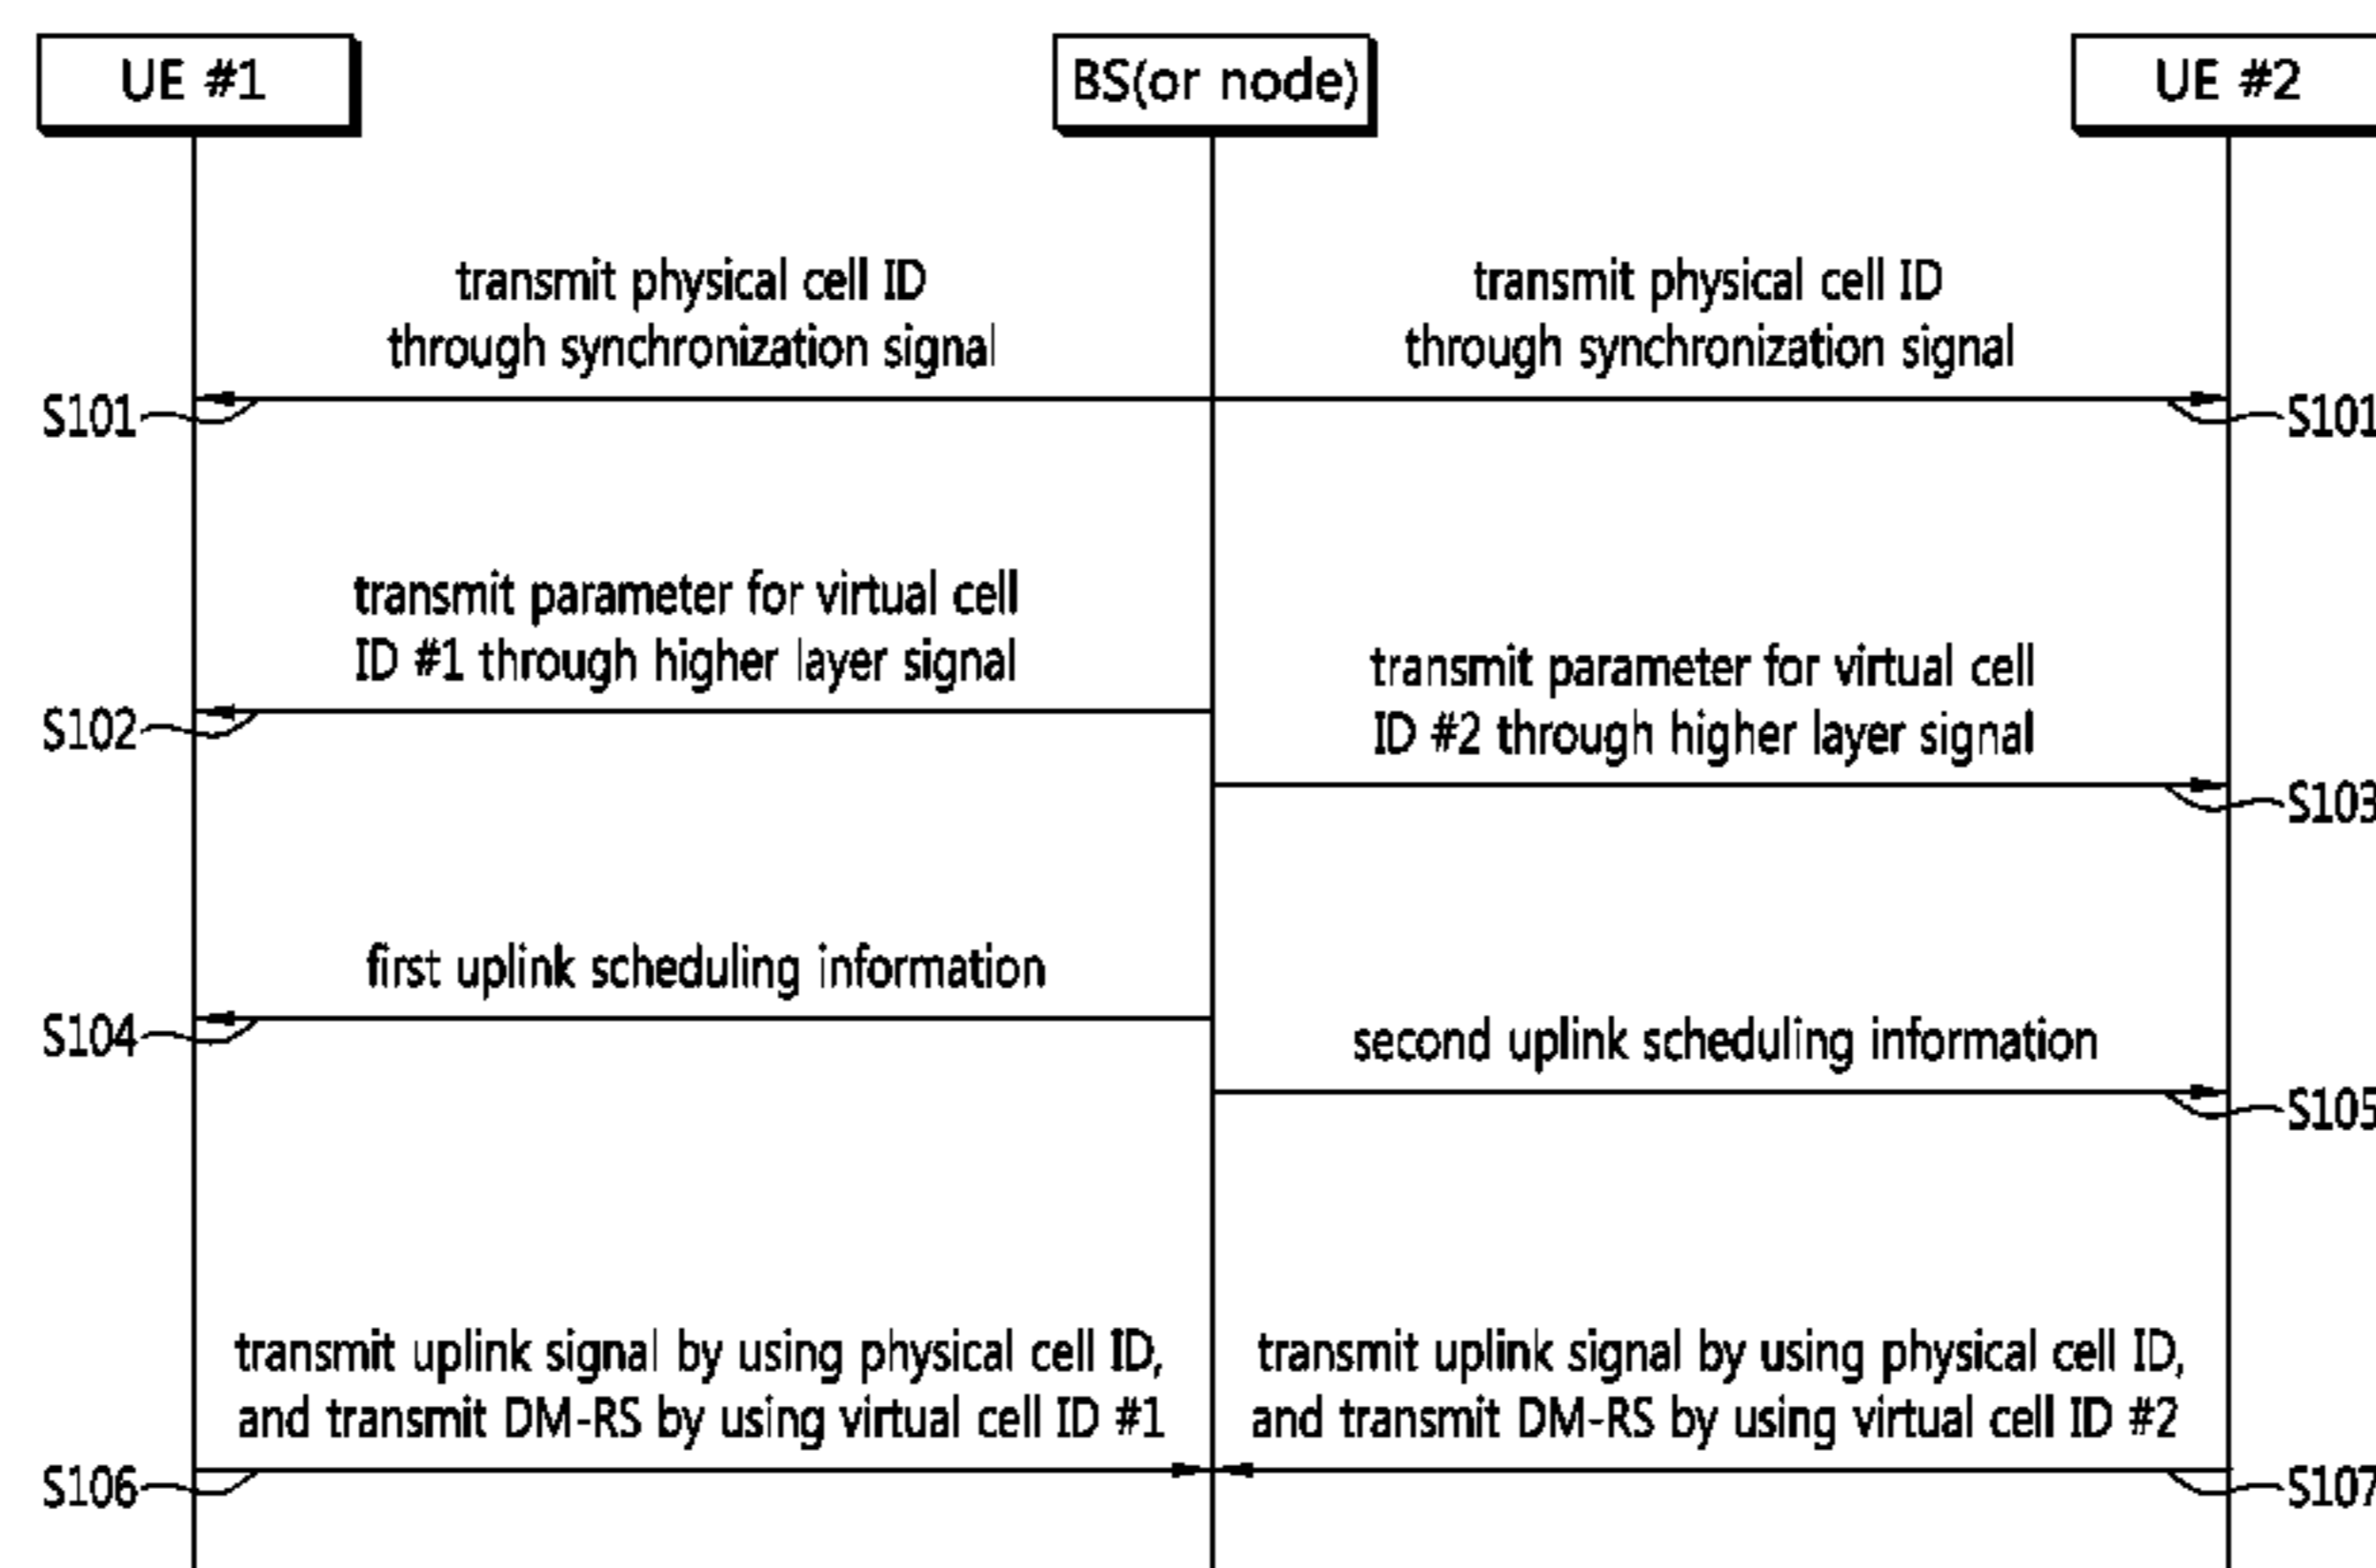 UE #1
BS(or node)
UE #2
transmit physical cell ID
through synchronization signal
transmit physical cell ID
through synchronization signal
S101
S101
transmit parameter for virtual cell
ID #1 through higher layer signal
S102
transmit parameter for virtual cell
ID #2 through higher layer signal
S103
first uplink scheduling information
S104
second uplink scheduling information
S105
transmit uplink signal by using physical cell ID,
and transmit DM-RS by using virtual cell ID #1
transmit uplink signal by using physical cell ID,
and transmit DM-RS by using virtual cell ID #2
S106
S107